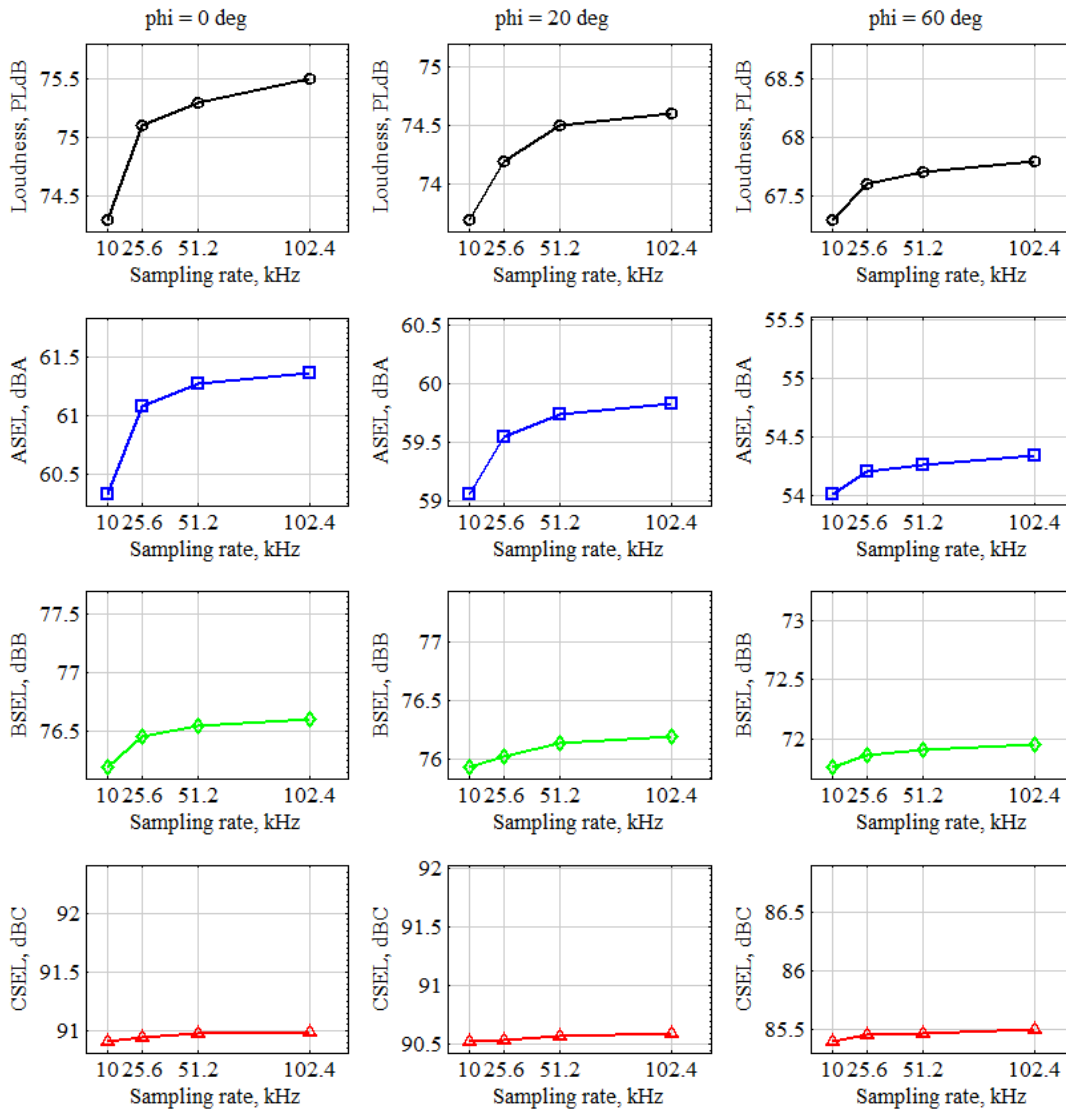 phi = 0 deg
phi = 20 deg
phi = 60 deg
Loudness, PLdB
75.5
75
74.5
10 25.6 51.2 102.4
Sampling rate, kHz
Loudness, PLdB
75
74.5
74
10 25.6 51.2 102.4
Sampling rate, kHz
Loudness, PLdB
68.5
68
67.5
10 25.6 51.2 102.4
Sampling rate, kHz
ASEL, dBA
61.5
61
60.5
10 25.6 51.2 102.4
Sampling rate, kHz
ASEL, dBA
60.5
60
59.5
59
10 25.6 51.2 102.4
Sampling rate, kHz
ASEL, dBA
55.5
55
54.5
54
10 25.6 51.2 102.4
Sampling rate, kHz
BSEL, dBB
77.5
77
76.5
10 25.6 51.2 102.4
Sampling rate, kHz
BSEL, dBB
77
76.5
76
10 25.6 51.2 102.4
Sampling rate, kHz
BSEL, dBB
73
72.5
72
10 25.6 51.2 102.4
Sampling rate, kHz
CSEL, dBC
92
91.5
91
10 25.6 51.2 102.4
Sampling rate, kHz
CSEL, dBC
92
91.5
91
90.5
10 25.6 51.2 102.4
Sampling rate, kHz
CSEL, dBC
86.5
86
85.5
10 25.6 51.2 102.4
Sampling rate, kHz